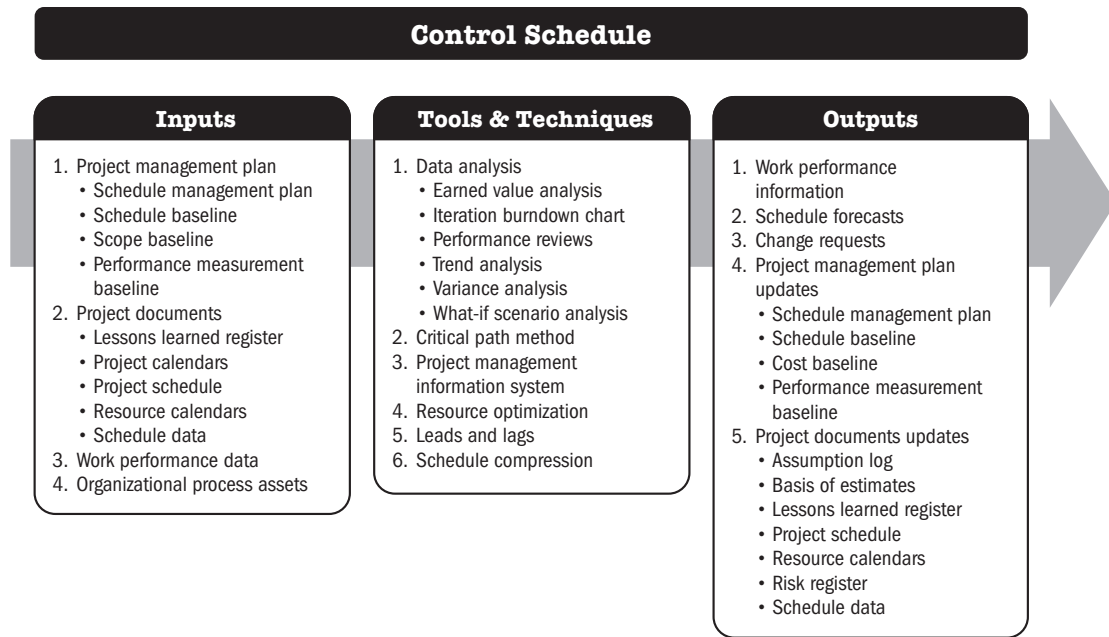 Control Schedule
Inputs
1. Project management plan
• Schedule management plan
• Schedule baseline
• Scope baseline
• Performance measurement
baseline
2. Project documents
• Lessons learned register
• Project calendars
• Project schedule
• Resource calendars
• Schedule data
3. Work performance data
4. Organizational process assets
Tools & Techniques
1. Data analysis
• Earned value analysis
• Iteration burndown chart
• Performance reviews
• Trend analysis
• Variance analysis
• What-if scenario analysis
2. Critical path method
3. Project management
information system
4. Resource optimization
5. Leads and lags
6. Schedule compression
Outputs
1. Work performance
information
2. Schedule forecasts
3. Change requests
4. Project management plan
updates
• Schedule management plan
• Schedule baseline
• Cost baseline
• Performance measurement
baseline
5. Project documents updates
• Assumption log
• Basis of estimates
• Lessons learned register
• Project schedule
• Resource calendars
• Risk register
• Schedule data